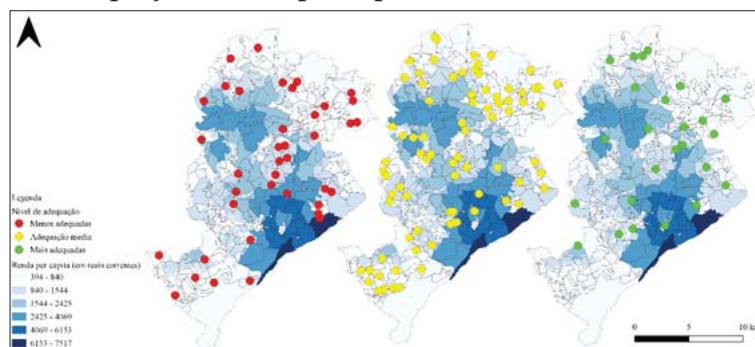 Legenda
Nível de adequação
Menos adequadas
Adequação média
Mais adequadas
Renda per capita (em reais correntes)
394 - 840
840 - 1544
1544 - 2425
2425 - 4069
4069 - 6153
6153 - 7517
0 5 10 km